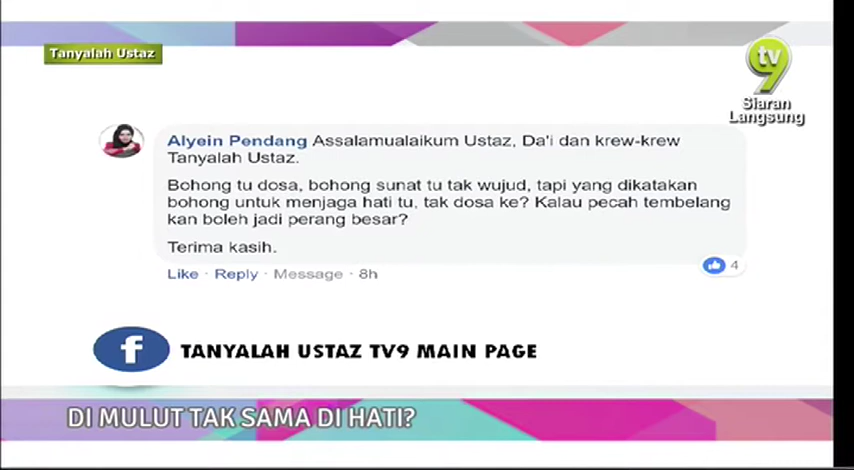 Tanyalah Ustaz
tv9
Siaran
Langsung
Alyein Pendang Assalamualaikum Ustaz, Da'i dan krew-krew
Tanyalah Ustaz.
Bohong tu dosa, bohong sunat tu tak wujud, tapi yang dikatakan
bohong untuk menjaga hati tu, tak dosa ke? Kalau pecah tembelang
kan boleh jadi perang besar?
Terima kasih.
Like · Reply · Message · 8h
4
f TANYALAH USTAZ TV9 MAIN PAGE
DI MULUT TAK SAMA DI HATI?